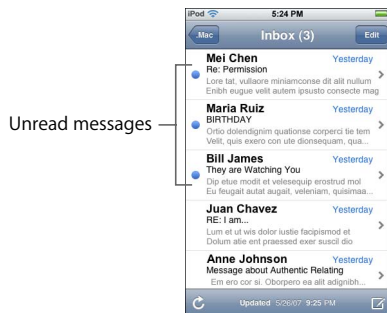 iPod 5:24 PM
.Mac Inbox (3) Edit
Mei Chen Yesterday
Re: Permission
Lore tat, vullaore miniamconse dit alit nullum
Enibh eugue velit autem ipsusto consecte mag
Unread messages
Maria Ruiz Yesterday
BIRTHDAY
Ortio dolendignim quationse corperci tie tem
Velit, quis exero con ute dionsequam, qua...
Bill James Yesterday
They are Watching You
Dip etue modit et velesequip erostrud mol
Eu feugait autat augait, veleniam, quisimaa...
Juan Chavez Yesterday
RE: I am...
Lum et ut wis dolor iustie facipismod et
Dolum atie ent praessed exer suscil dio
Anne Johnson Yesterday
Message about Authentic Relating
Em ero cor si. Oborpero ea alit adignibh...
Updated 5/26/07 9:25 PM